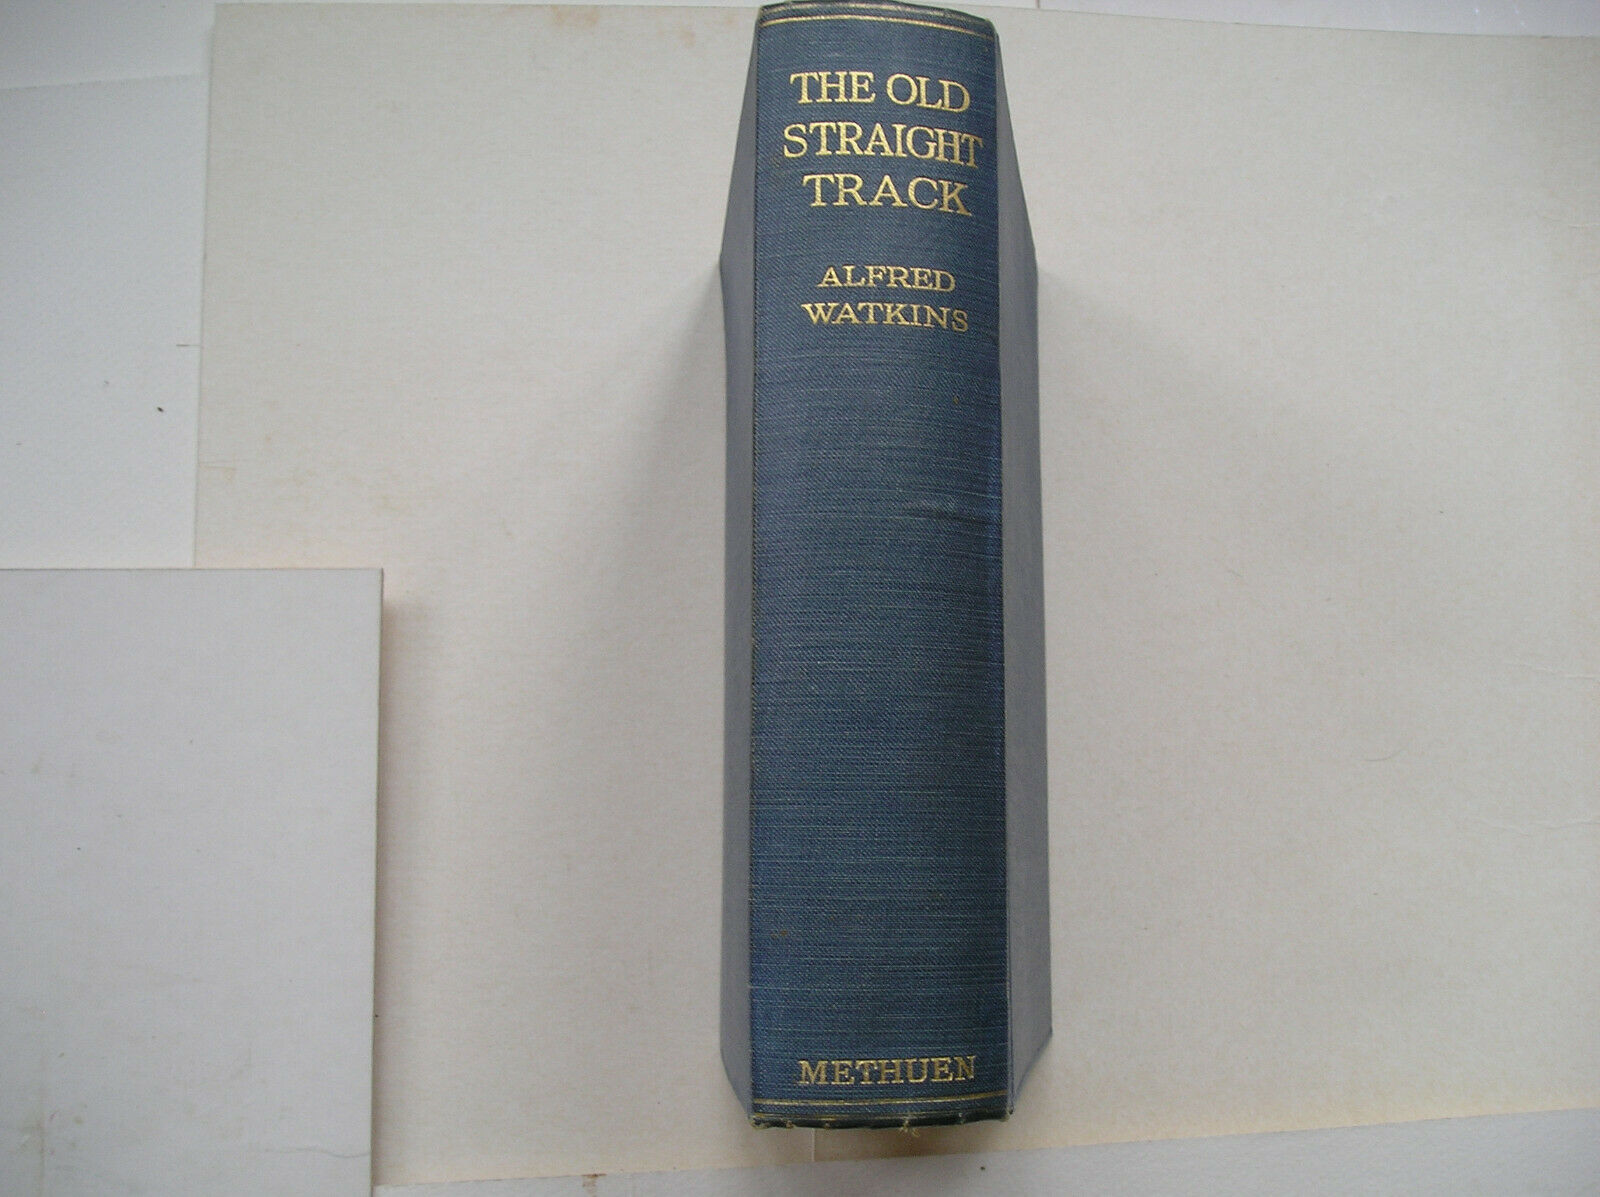 THE OLD
STRAIGHT
TRACK
ALFRED
WATKINS
METHUEN